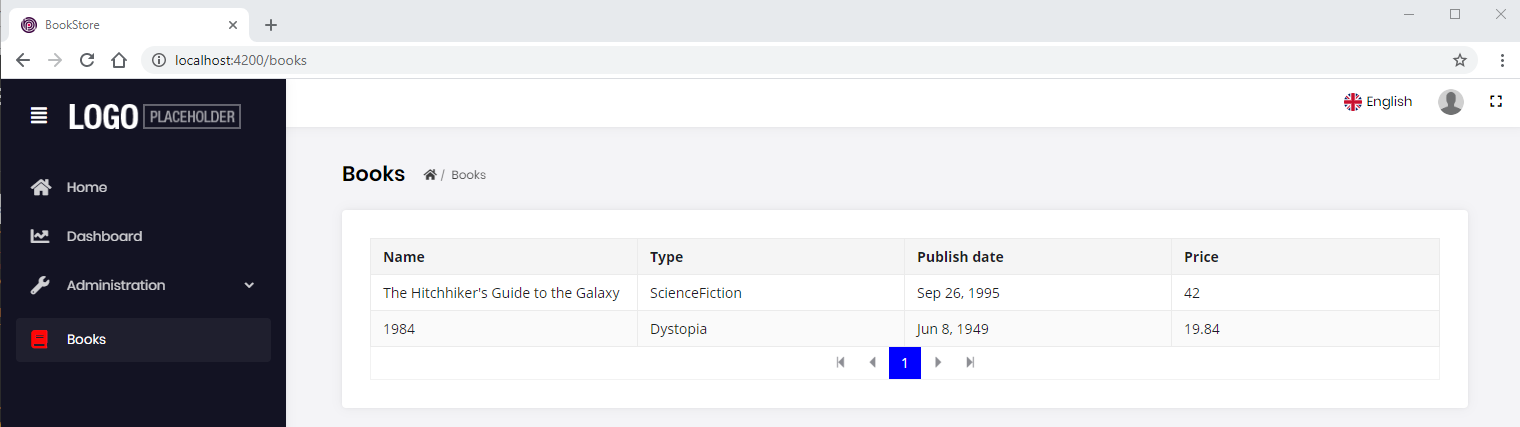 BookStore
localhost:4200/books
LOGO PLACEHOLDER
English
Home
Dashboard
Administration
Books
Books / Books
Name Type Publish date Price
The Hitchhiker's Guide to the Galaxy ScienceFiction Sep 26, 1995 42
1984 Dystopia Jun 8, 1949 19.84
1